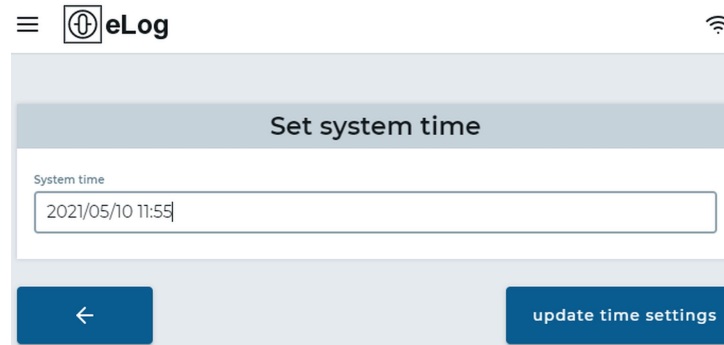 eLog
Set system time
System time
2021/05/10 11:55
update time settings